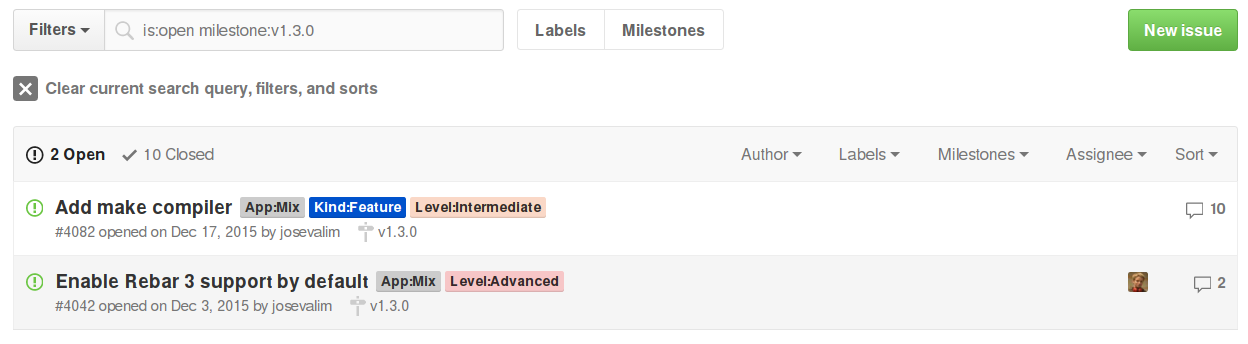 Filters is:open milestone:v1.3.0 Labels Milestones New issue
Clear current search query, filters, and sorts
2 Open 10 Closed Author Labels Milestones Assignee Sort
Add make compiler App:Mix Kind:Feature Level:Intermediate 10
#4082 opened on Dec 17, 2015 by josevalim v1.3.0
Enable Rebar 3 support by default App:Mix Level:Advanced 2
#4042 opened on Dec 3, 2015 by josevalim v1.3.0